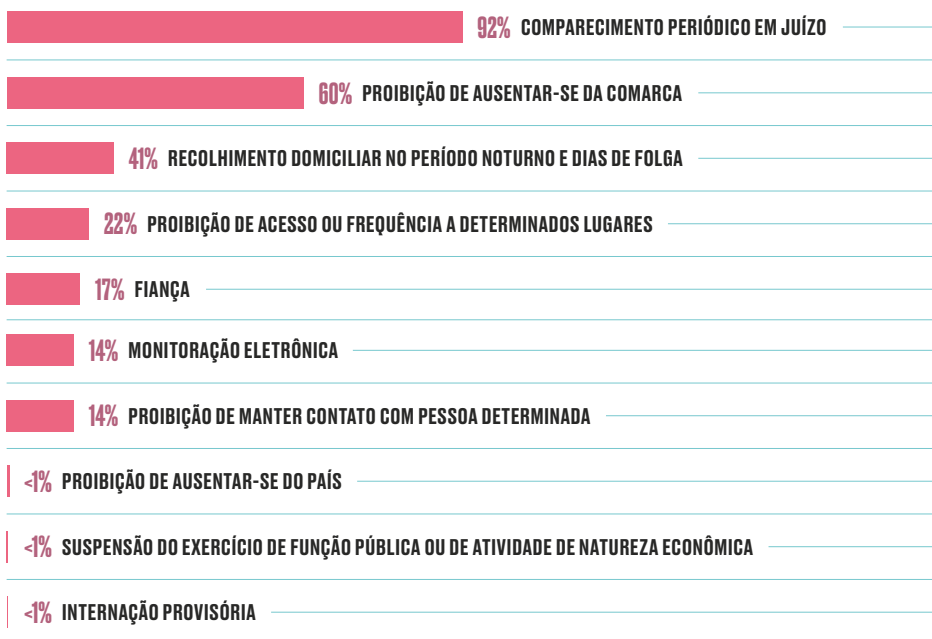 92% COMPARECIMENTO PERIÓDICO EM JUÍZO
60% PROIBIÇÃO DE AUSENTAR-SE DA COMARCA
41% RECOLHIMENTO DOMICILIAR NO PERÍODO NOTURNO E DIAS DE FOLGA
22% PROIBIÇÃO DE ACESSO OU FREQUÊNCIA A DETERMINADOS LUGARES
17% FIANÇA
14% MONITORAÇÃO ELETRÔNICA
14% PROIBIÇÃO DE MANTER CONTATO COM PESSOA DETERMINADA
<1% PROIBIÇÃO DE AUSENTAR-SE DO PAÍS
<1% SUSPENSÃO DO EXERCÍCIO DE FUNÇÃO PÚBLICA OU DE ATIVIDADE DE NATUREZA ECONÔMICA
<1% INTERNAÇÃO PROVISÓRIA